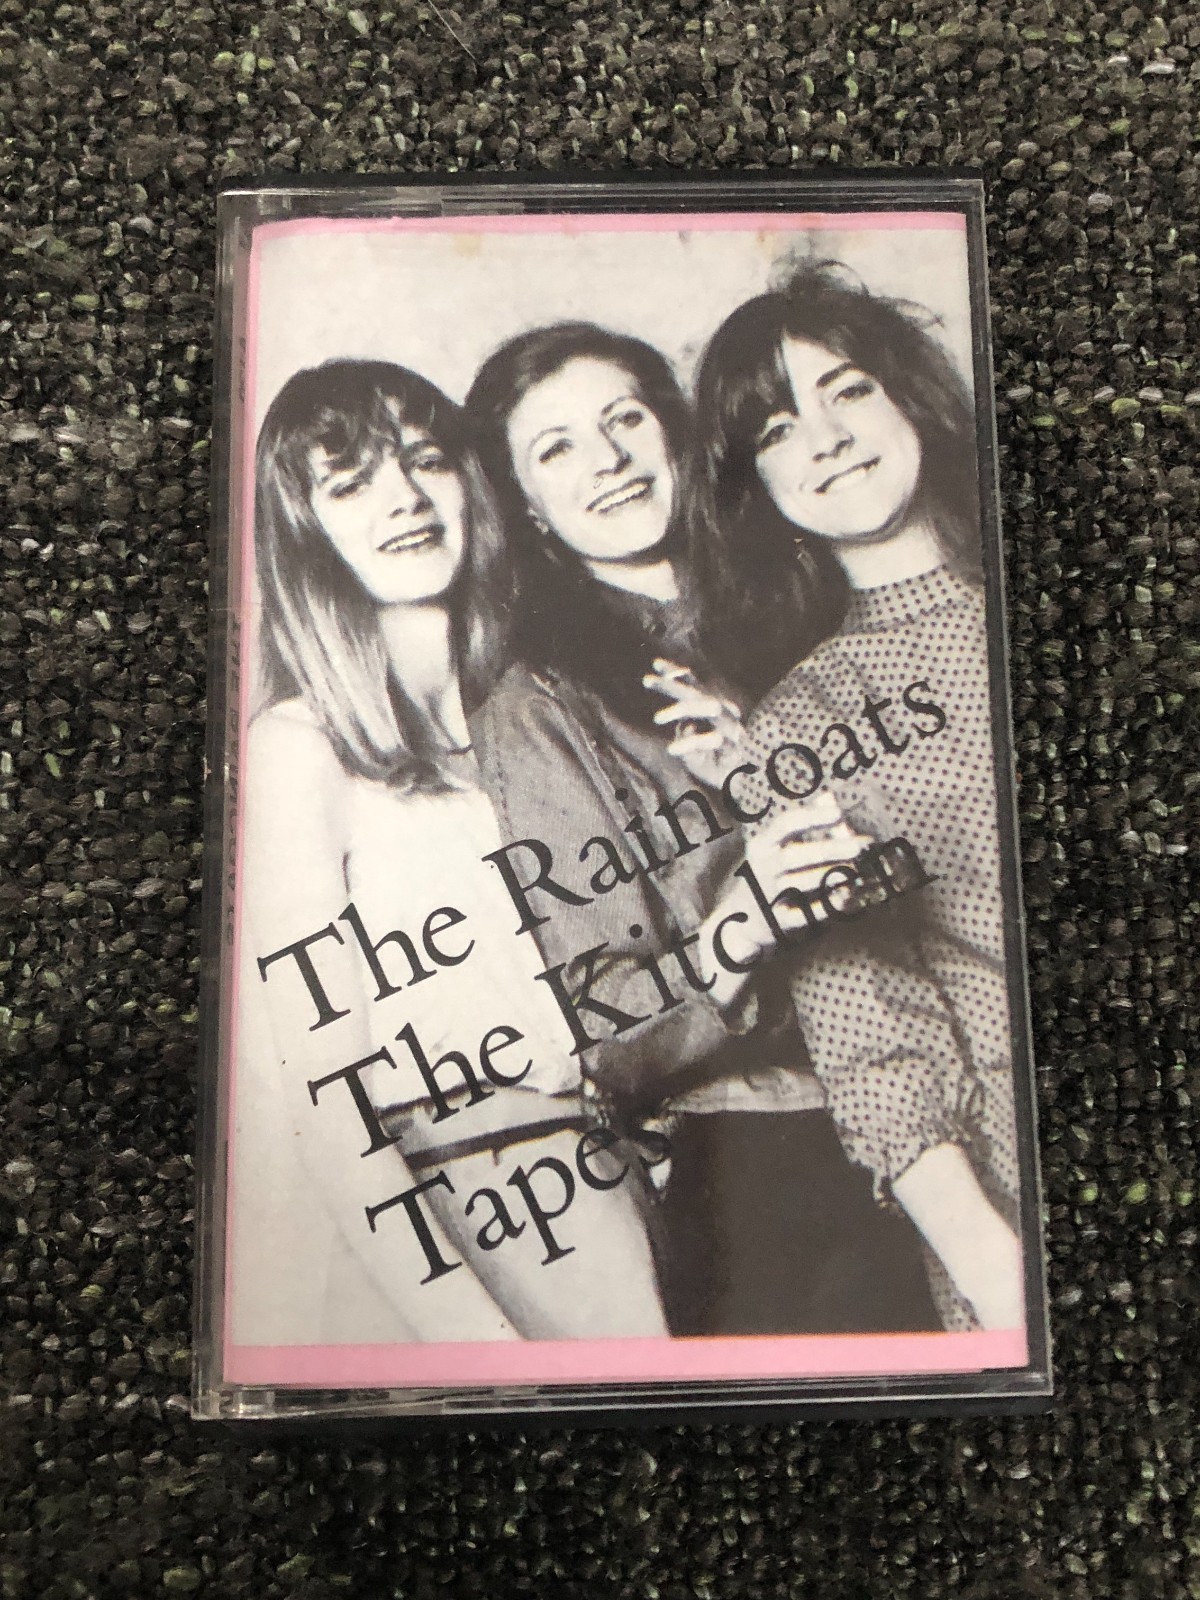 The Raincoats
The Kitchen
Tapes